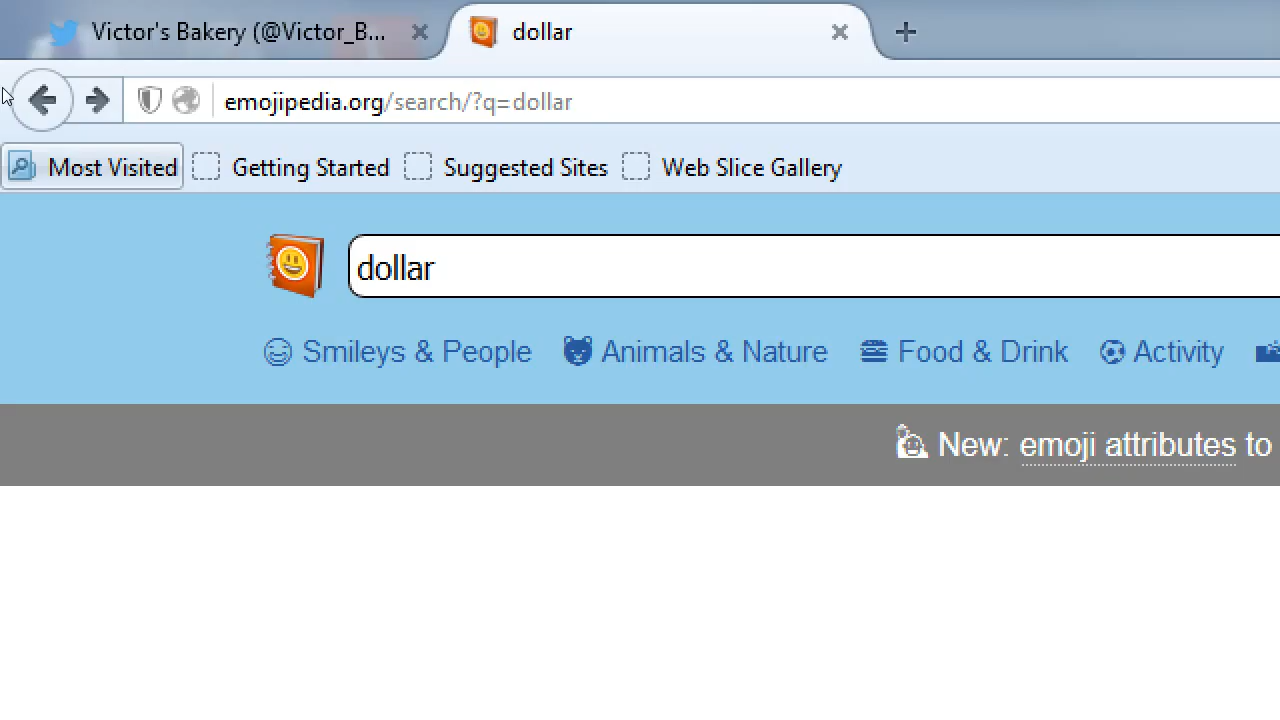 Victor's Bakery (@Victor_B...
dollar
emojipedia.org/search/?q=dollar
Most Visited
Getting Started
Suggested Sites
Web Slice Gallery
dollar
Smileys & People
Animals & Nature
Food & Drink
Activity
New: emoji attributes to